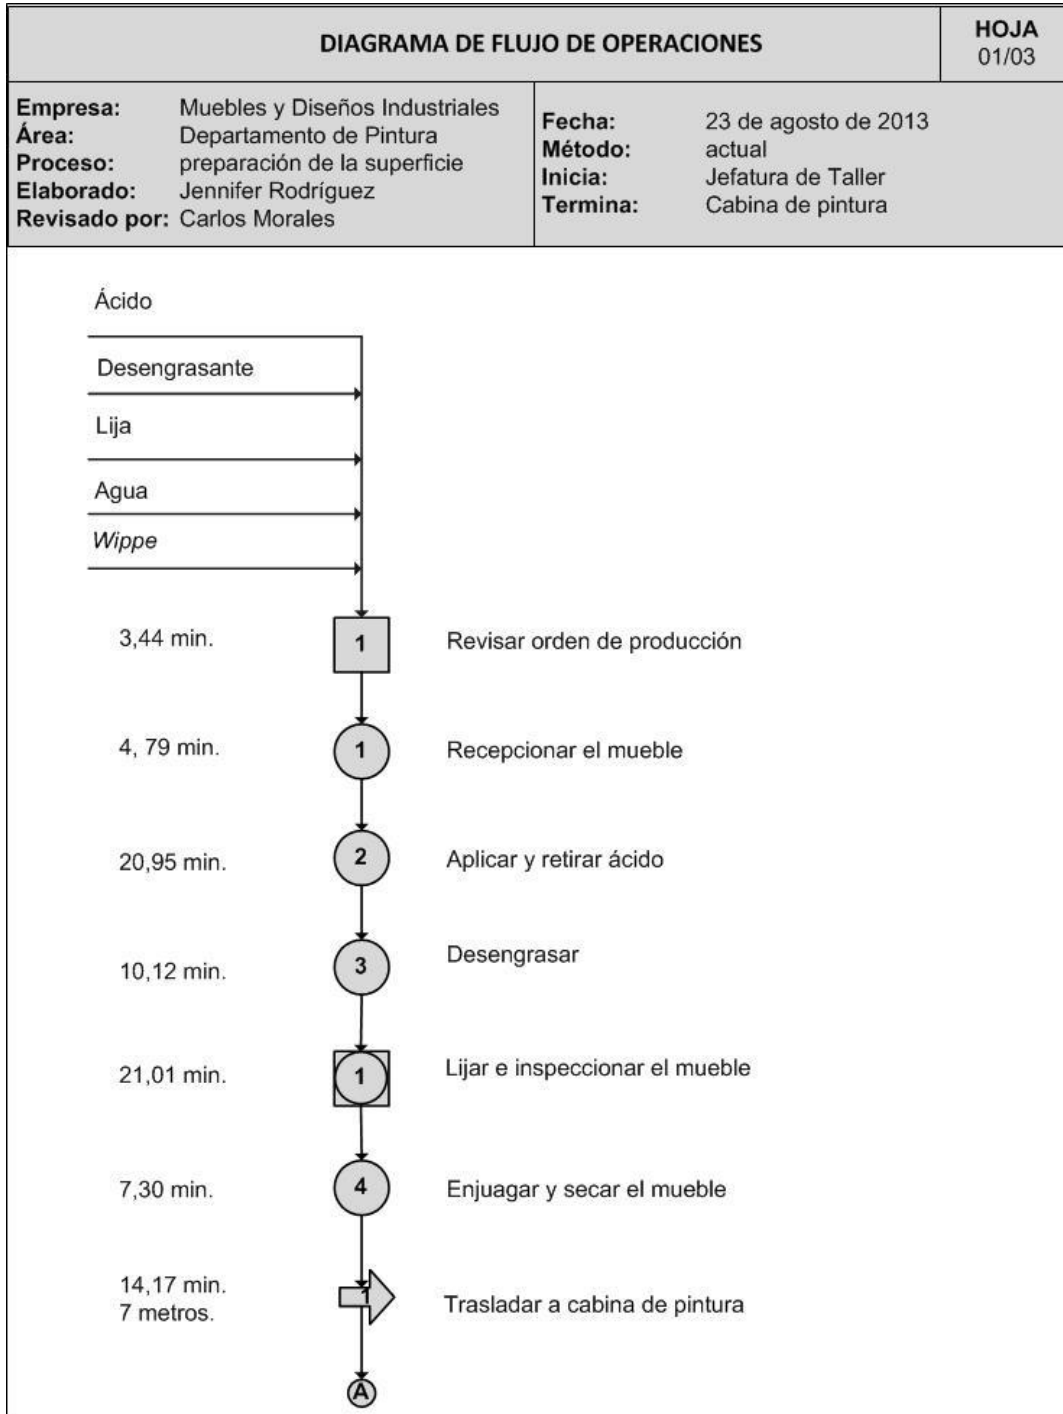 DIAGRAMA DE FLUJO DE OPERACIONES
HOJA
01/03
Empresa: Muebles y Diseños Industriales
Área: Departamento de Pintura
Proceso: preparación de la superficie
Elaborado: Jennifer Rodríguez
Revisado por: Carlos Morales
Fecha: 23 de agosto de 2013
Método: actual
Inicia: Jefatura de Taller
Termina: Cabina de pintura
Ácido
Desengrasante
Lija
Agua
Wippe
3,44 min. 1 Revisar orden de producción
4, 79 min. 1 Recepcionar el mueble
20,95 min. 2 Aplicar y retirar ácido
10,12 min. 3 Desengrasar
21,01 min. 1 Lijar e inspeccionar el mueble
7,30 min. 4 Enjuagar y secar el mueble
14,17 min.
7 metros. 1 Trasladar a cabina de pintura
A